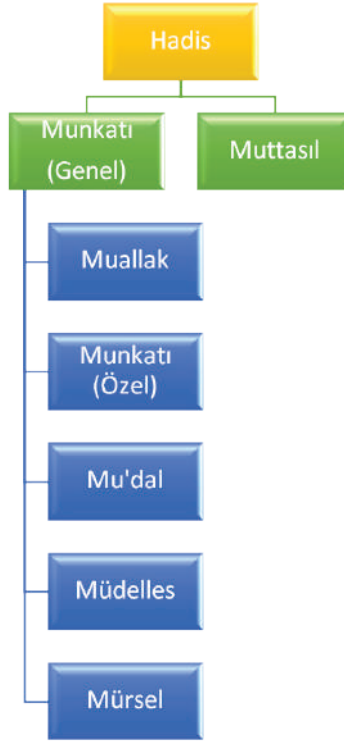 Hadis
Munkatı
(Genel)
Muttasıl
Muallak
Munkatı
(Özel)
Mu'dal
Müdelles
Mürsel